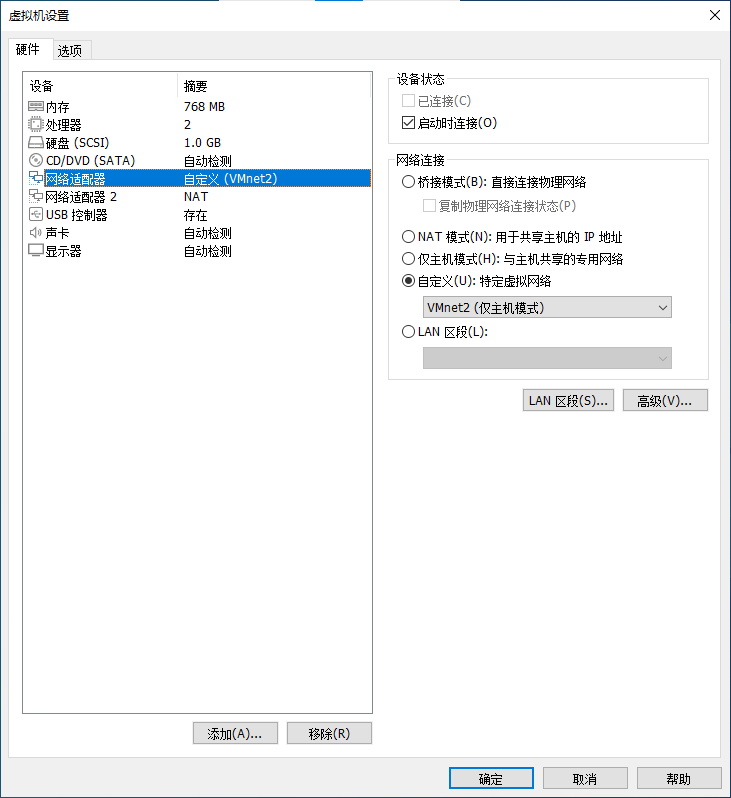 虚拟机设置
硬件 选项
设备 摘要
内存 768 MB
处理器 2
硬盘 (SCSI) 1.0 GB
CD/DVD (SATA) 自动检测
网络适配器 自定义 (VMnet2)
网络适配器 2 NAT
USB 控制器 存在
声卡 自动检测
显示器 自动检测
添加(A)... 移除(R)
设备状态
已连接(C)
启动时连接(O)
网络连接
桥接模式(B): 直接连接物理网络
复制物理网络连接状态(P)
NAT 模式(N): 用于共享主机的 IP 地址
仅主机模式(H): 与主机共享的专用网络
自定义(U): 特定虚拟网络
VMnet2 (仅主机模式)
LAN 区段(L):
LAN 区段(S)... 高级(V)...
确定 取消 帮助